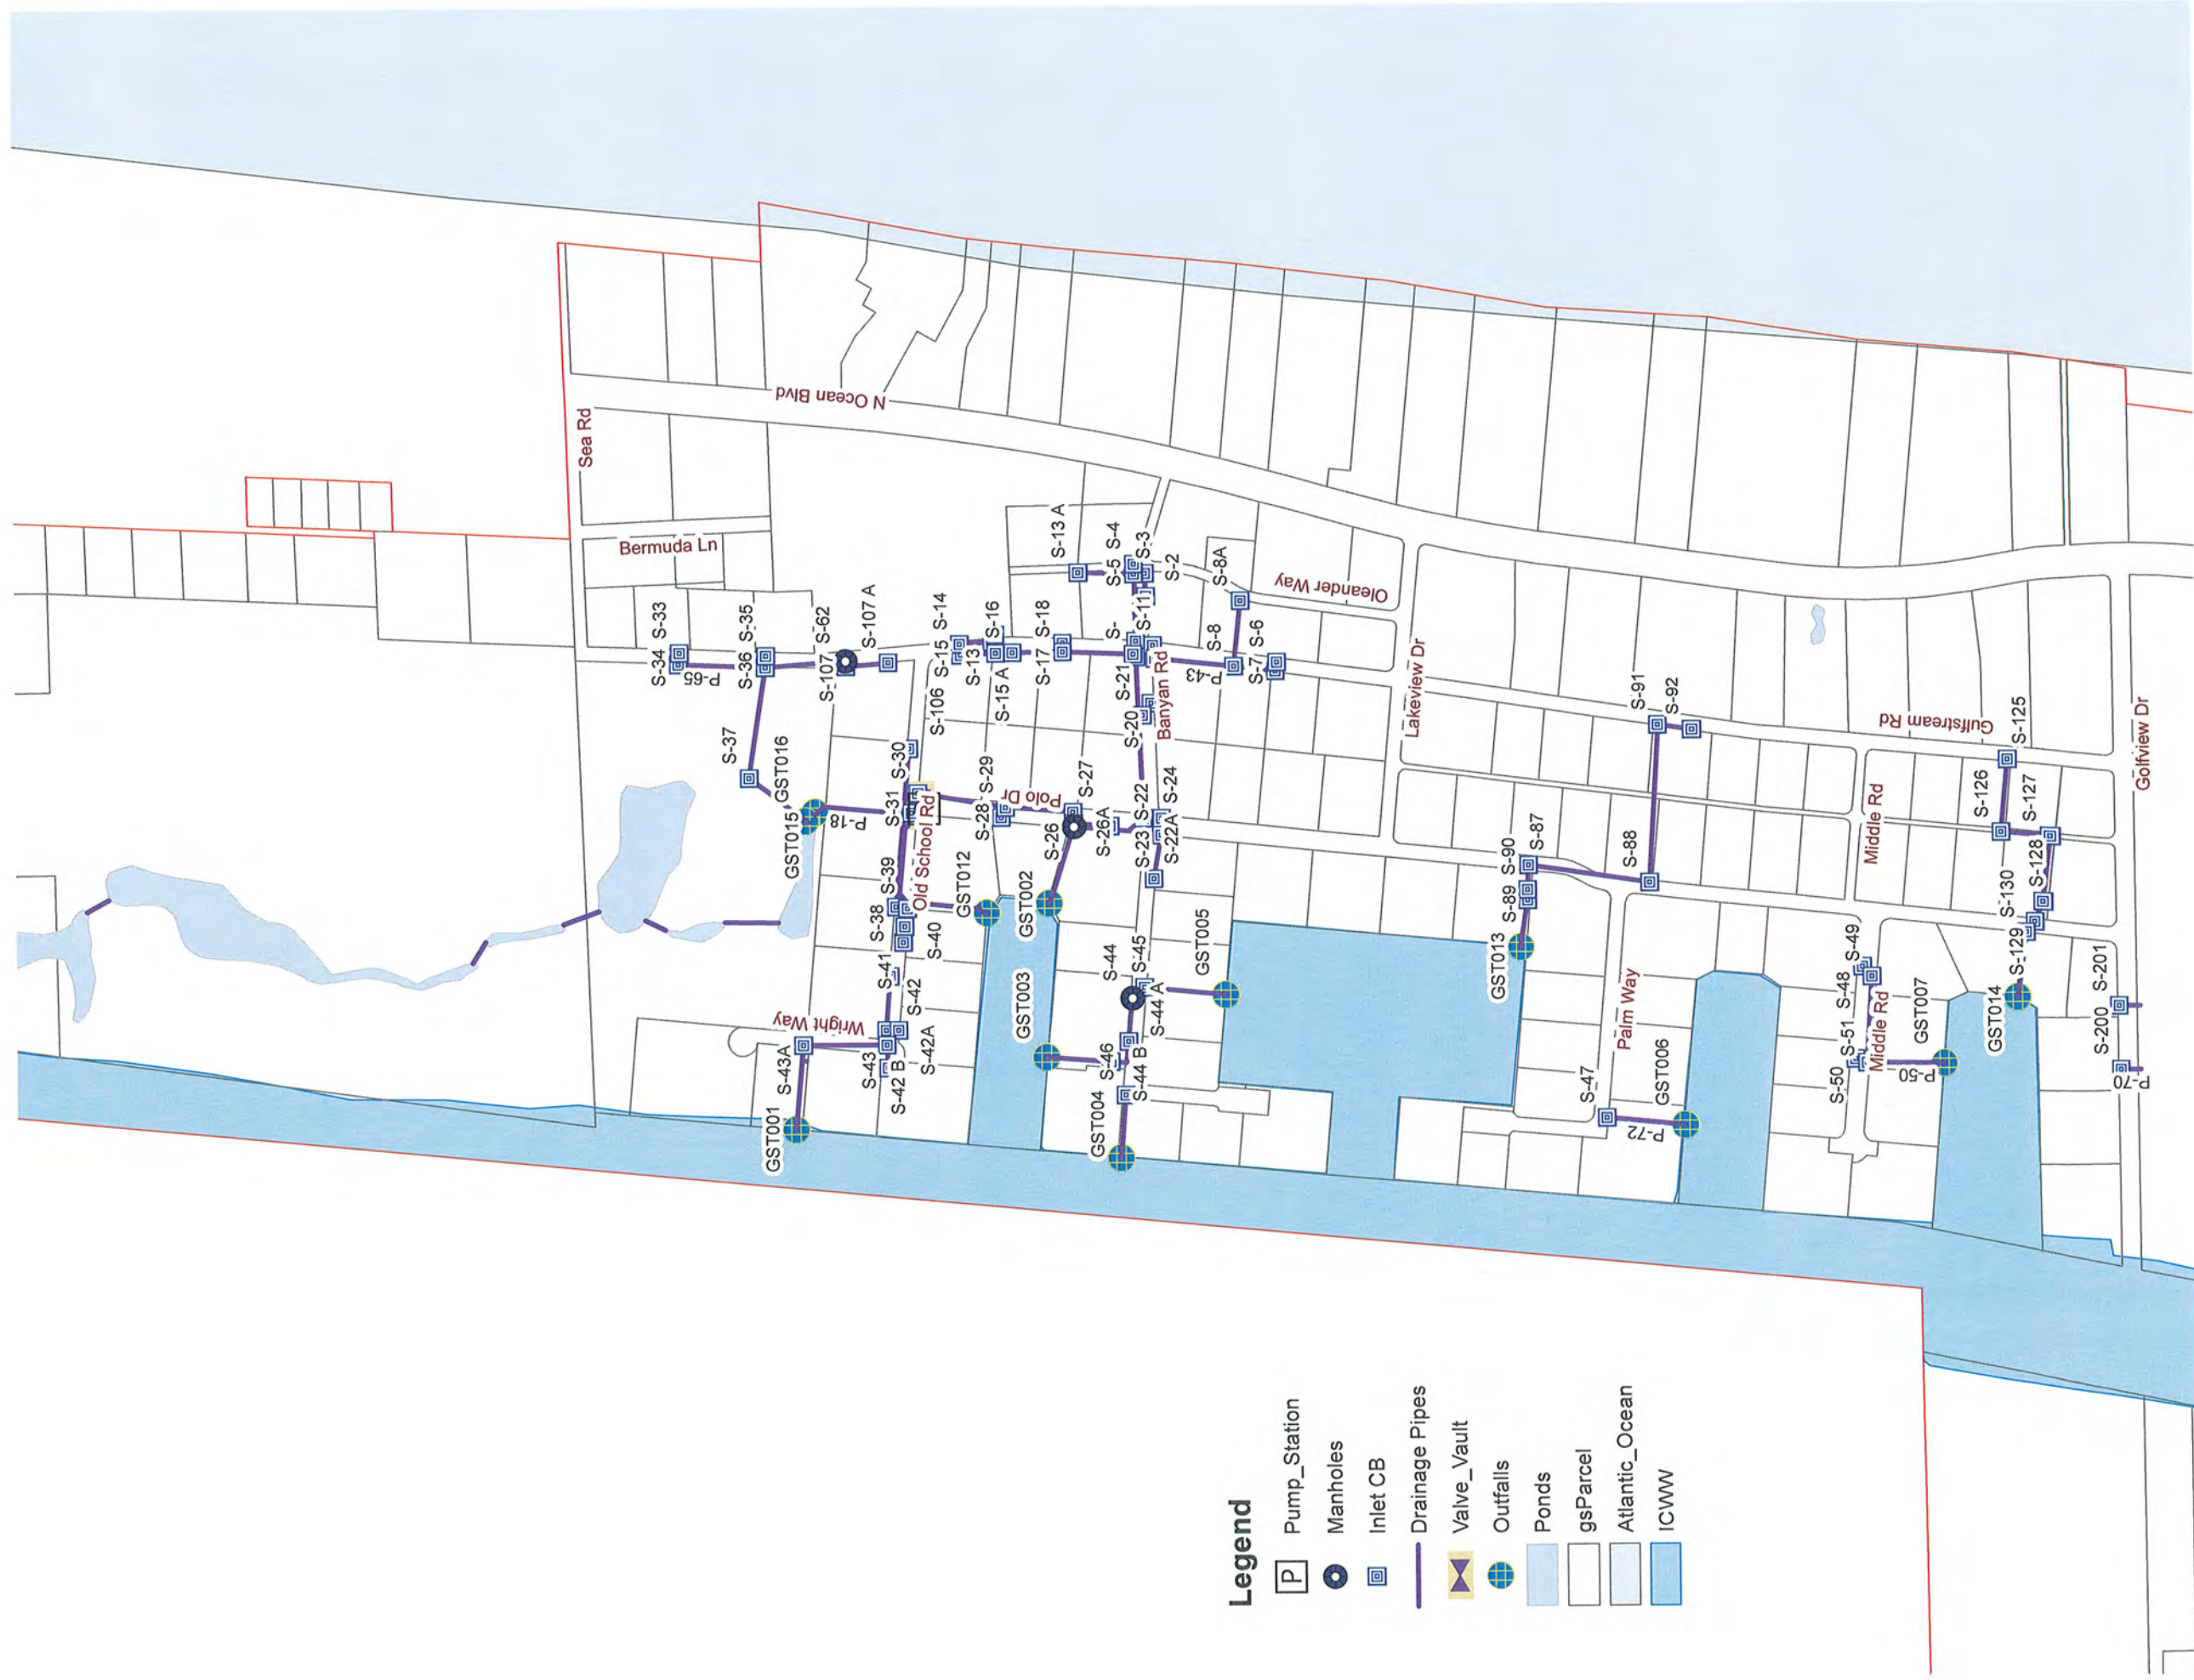 Sea Rd
N Ocean Blvd
Bermuda Ln
S-33
S-34
P-65
S-35
S-36
S-62
S-107
S-107 A
S-37
GST016
GST015
P-18
S-14
S-15
S-16
S-13
S-15 A
S-18
S-17
S-106
S-30
S-31
Old School Rd
S-29
S-28
Polo Dr
S-27
S-26
S-26A
S-13 A
S-4
S-5
S-3
S-2
S-11
S-
S-21
S-20
Banyan Rd
S-8A
S-8
S-6
S-7
P-43
Oleander Way
S-22
S-24
S-23
S-22A
S-39
S-38
S-40
S-41
S-42
S-42A
S-43
S-42 B
S-43A
Wright Way
GST001
GST012
GST002
GST003
S-44
S-45
S-44 A
S-46
S-44 B
GST004
GST005
Lakeview Dr
S-91
S-92
S-87
S-90
S-88
S-89
GST013
Palm Way
S-47
P-72
GST006
Gulfstream Rd
Middle Rd
S-125
S-126
S-127
S-128
S-130
S-129
GST014
S-49
S-48
S-51
S-50
Middle Rd
P-50
GST007
S-201
S-200
P-70
Golfview Dr
Legend
P Pump_Station
Manholes
Inlet CB
Drainage Pipes
Valve_Vault
Outfalls
Ponds
gsParcel
Atlantic_Ocean
ICWW